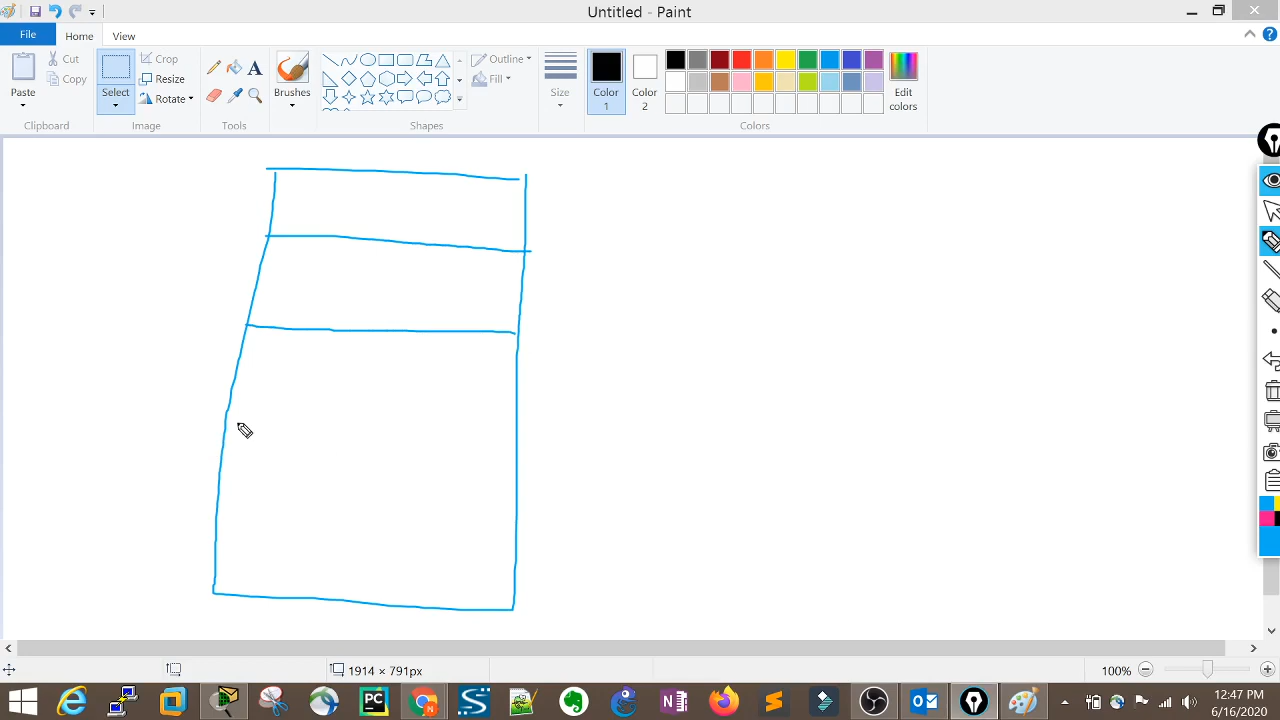 Untitled - Paint
File
Home
View
Paste
Cut
Copy
Clipboard
Select
Crop
Resize
Rotate
Image
Tools
Brushes
Shapes
Outline
Fill
Size
Color
1
Color
2
Colors
Edit
colors
1914 × 791px
100%
PC
N
S
12:47 PM
6/16/2020